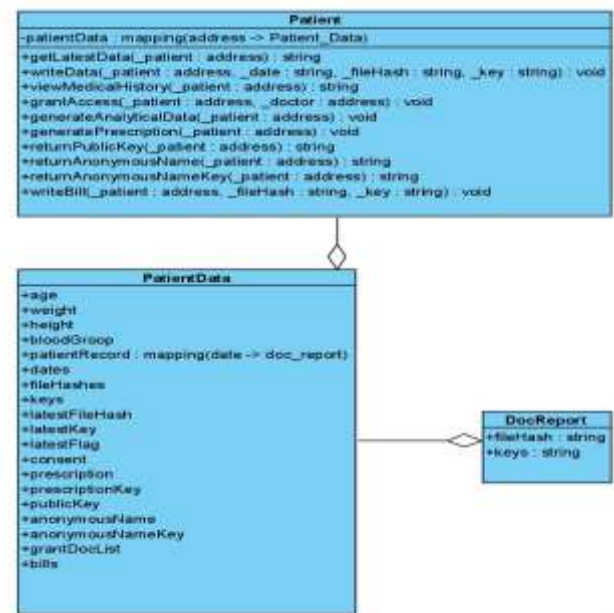 Patient
-patientData : mapping(address -> Patient_Data)
+getLatestData(_patient : address) : string
+writeData(_patient : address, _date : string, _fileHash : string, _key : string) : void
+viewMedicalHistory(_patient : address) : string
+grantAccess(_patient : address, _doctor : address) : void
+generateAnalyticalData(_patient : address) : void
+generatePrescription(_patient : address) : void
+returnPublicKey(_patient : address) : string
+returnAnonymousName(_patient : address) : string
+returnAnonymousNameKey(_patient : address) : string
+writeBill(_patient : address, _fileHash : string, _key : string) : void
PatientData
+age
+weight
+height
+bloodGroop
+patientRecord : mapping(date -> doc_report)
+dates
+fileHashes
+keys
+latestFileHash
+latestKey
+latestFlag
+consent
+prescription
+prescriptionKey
+publicKey
+anonymousName
+anonymousNameKey
+grantDocList
+bills
DocReport
+fileHash : string
+keys : string